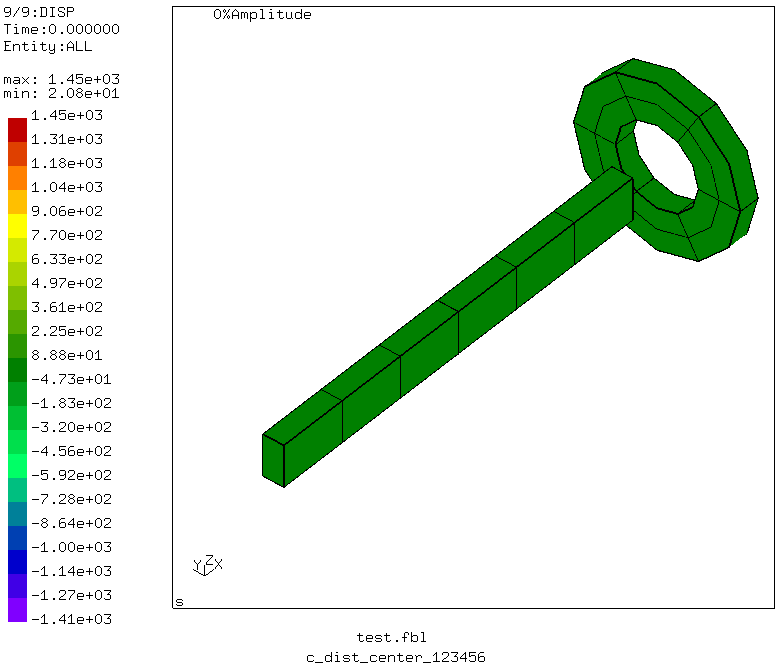 9/9:DISP
Time:0.000000
Entity:ALL
max: 1.45e+03
min: 2.08e+01
0%Amplitude
1.45e+03
1.31e+03
1.18e+03
1.04e+03
9.06e+02
7.70e+02
6.33e+02
4.97e+02
3.61e+02
2.25e+02
8.88e+01
-4.73e+01
-1.83e+02
-3.20e+02
-4.56e+02
-5.92e+02
-7.28e+02
-8.64e+02
-1.00e+03
-1.14e+03
-1.27e+03
-1.41e+03
Y Z X
s
test.fbl
c_dist_center_123456